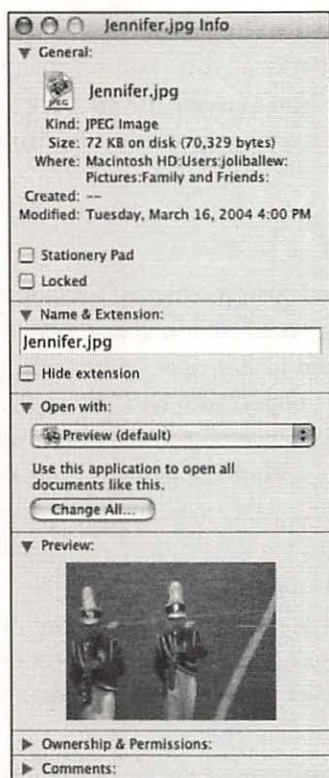 Jennifer.jpg Info
General:
JPEG
Jennifer.jpg
Kind: JPEG Image
Size: 72 KB on disk (70,329 bytes)
Where: Macintosh HD:Users:joliballew:
Pictures:Family and Friends:
Created: --
Modified: Tuesday, March 16, 2004 4:00 PM
Stationery Pad
Locked
Name & Extension:
Jennifer.jpg
Hide extension
Open with:
Preview (default)
Use this application to open all
documents like this.
Change All...
Preview:
Ownership & Permissions:
Comments: